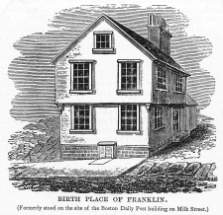 BIRTH PLACE OF FRANKLIN.
(Formerly stood on the site of the Boston Daily Post building on Milk Street.)